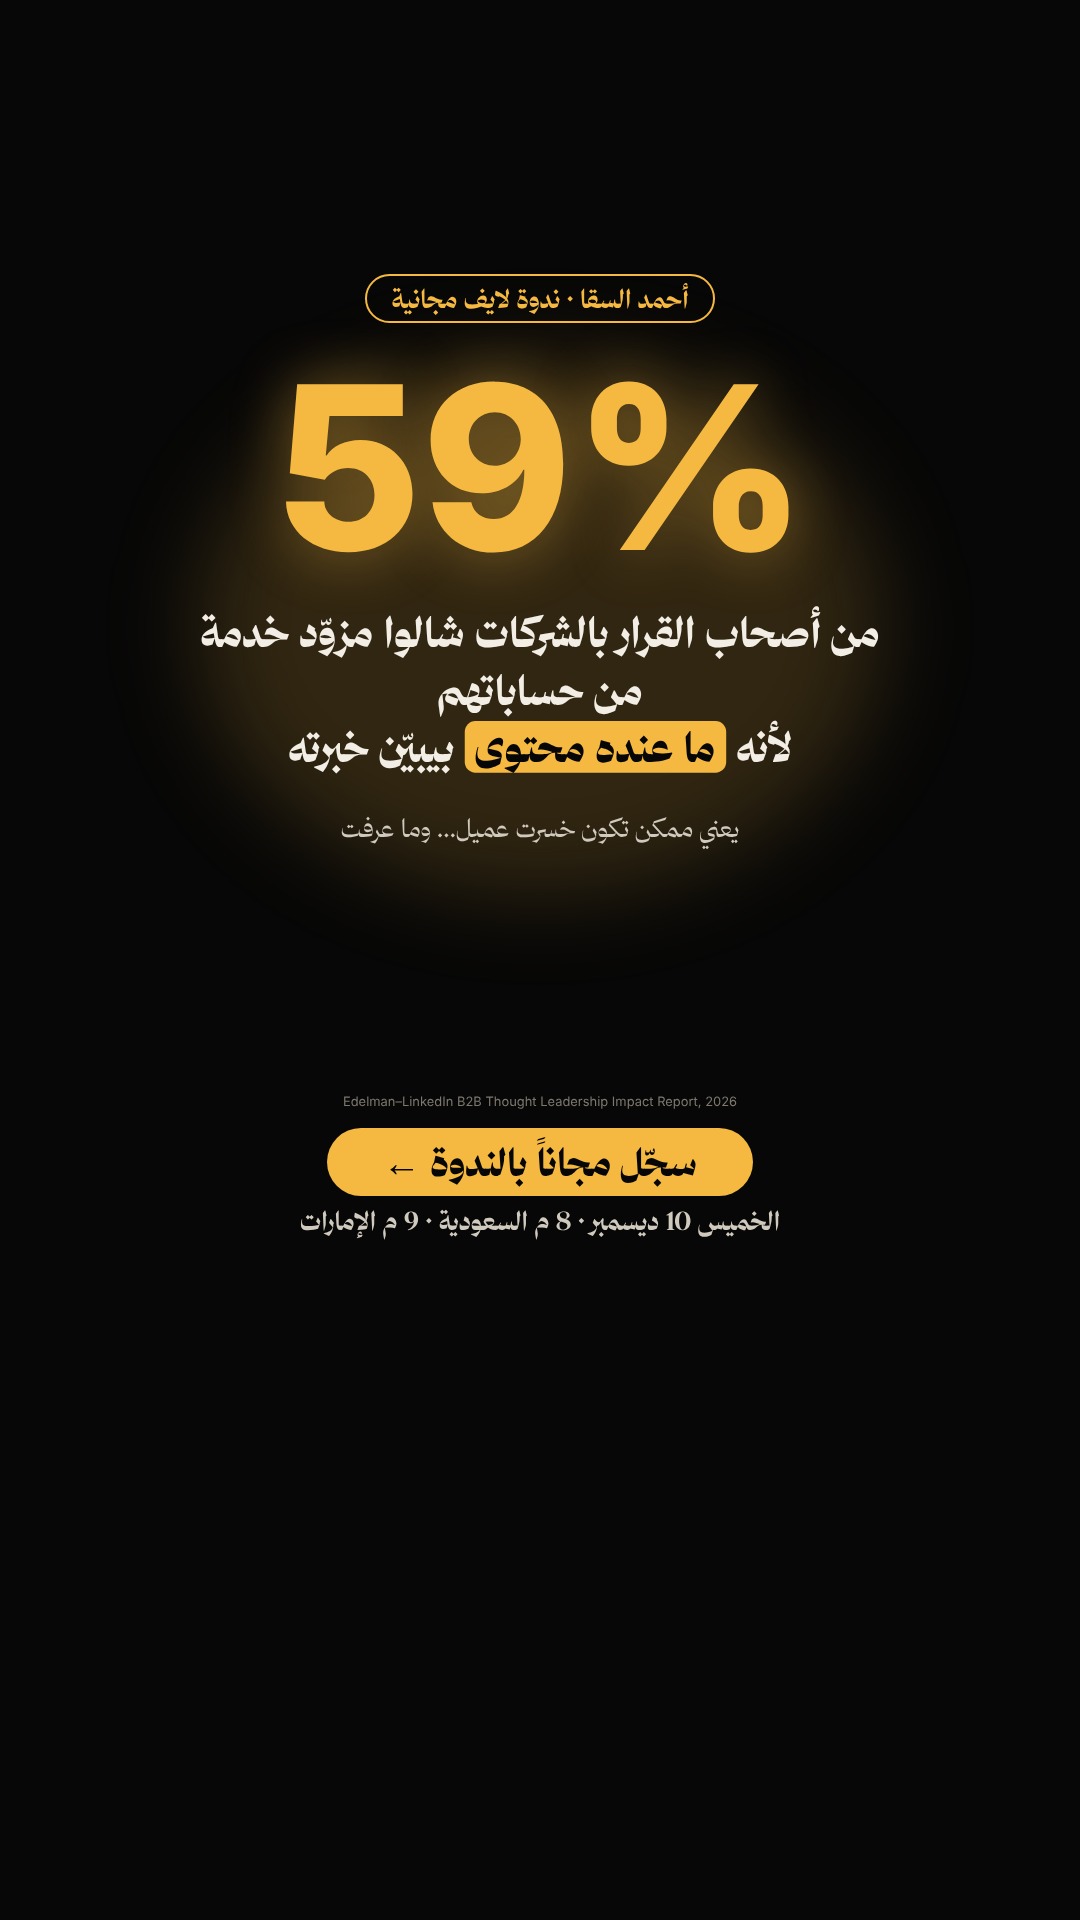 أحمد السقا · ندوة لايف مجانية
59%
من أصحاب القرار بالشركات شالوا مزوّد خدمة
من حساباتهم
لأنه ما عنده محتوى بيبيّن خبرته
يعني ممكن تكون خسرت عميل... وما عرفت
Edelman–LinkedIn B2B Thought Leadership Impact Report, 2026
سجّل مجاناً بالندوة ←
الخميس 10 ديسمبر · 8 م السعودية · 9 م الإمارات